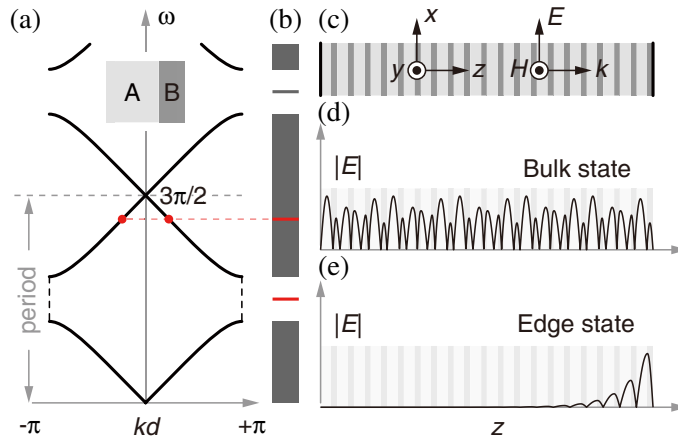 (a)
ω
A
B
3π/2
period
-π
kd
+π
(b)
(c)
x
y
z
E
H
k
(d)
|E|
Bulk state
(e)
|E|
Edge state
z